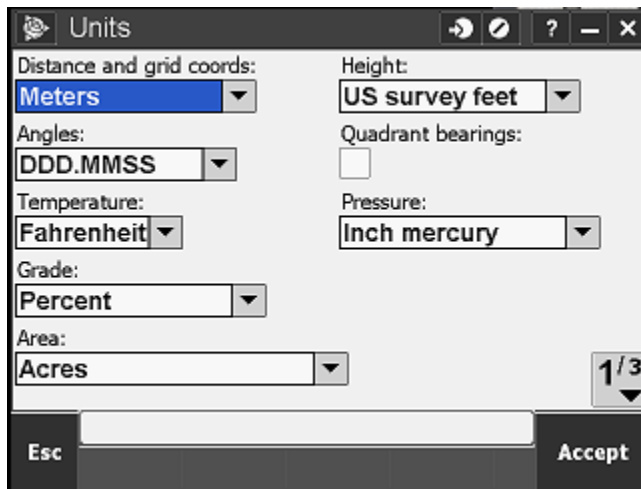 Units
?
Distance and grid coords:
Height:
Meters
US survey feet
Angles:
Quadrant bearings:
DDD.MMSS
Temperature:
Pressure:
Fahrenheit
Inch mercury
Grade:
Percent
Area:
Acres
1/3
Esc
Accept